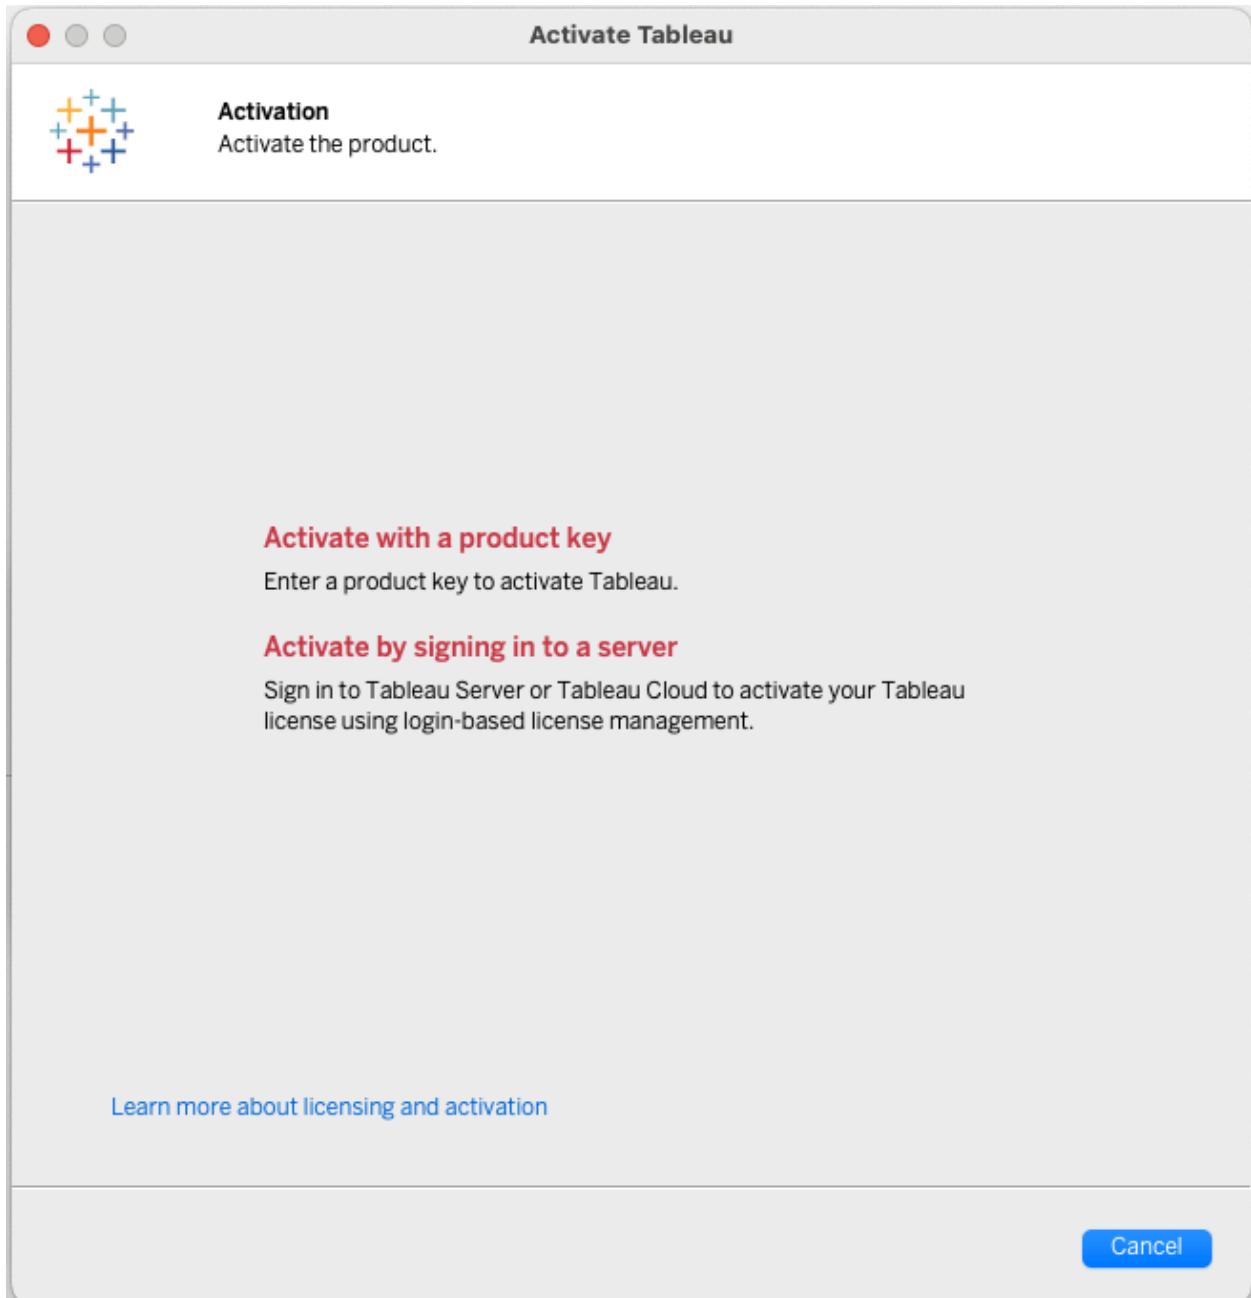 Activate Tableau
Activation
Activate the product.
Activate with a product key
Enter a product key to activate Tableau.
Activate by signing in to a server
Sign in to Tableau Server or Tableau Cloud to activate your Tableau
license using login-based license management.
Learn more about licensing and activation
Cancel